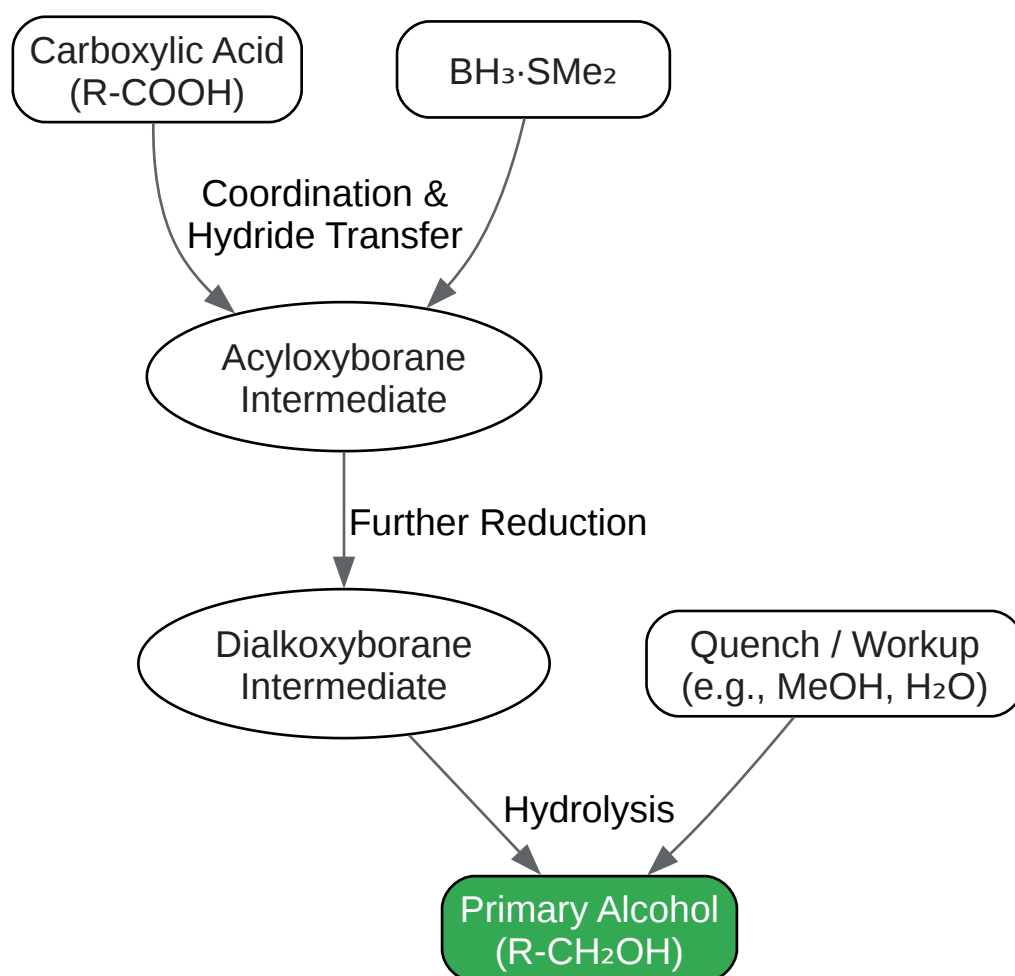 Carboxylic Acid
(R-COOH)
BH₃·SMe₂
Coordination &
Hydride Transfer
Acyloxyborane
Intermediate
Further Reduction
Dialkoxyborane
Intermediate
Quench / Workup
(e.g., MeOH, H₂O)
Hydrolysis
Primary Alcohol
(R-CH₂OH)